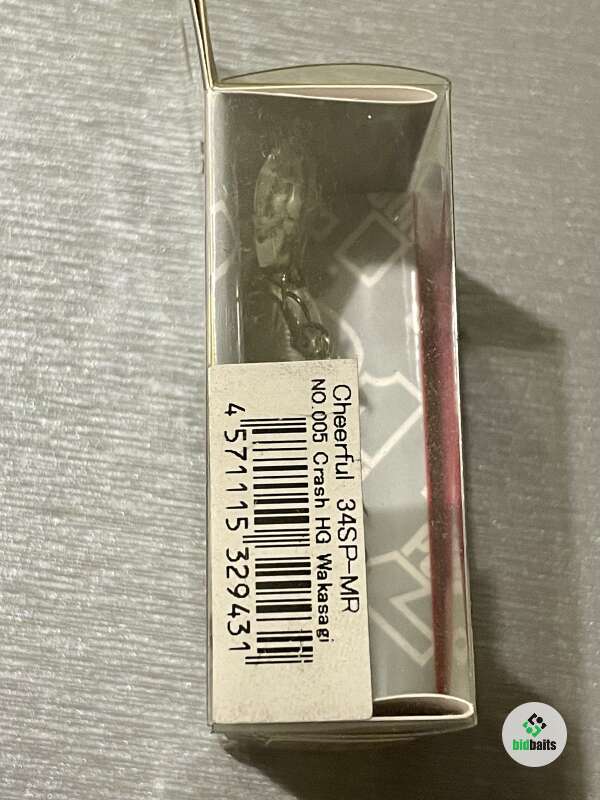 Cheerful 34SP-MR
NO.005 Crash HG Wakasagi
4 571115 329431
bidbaits